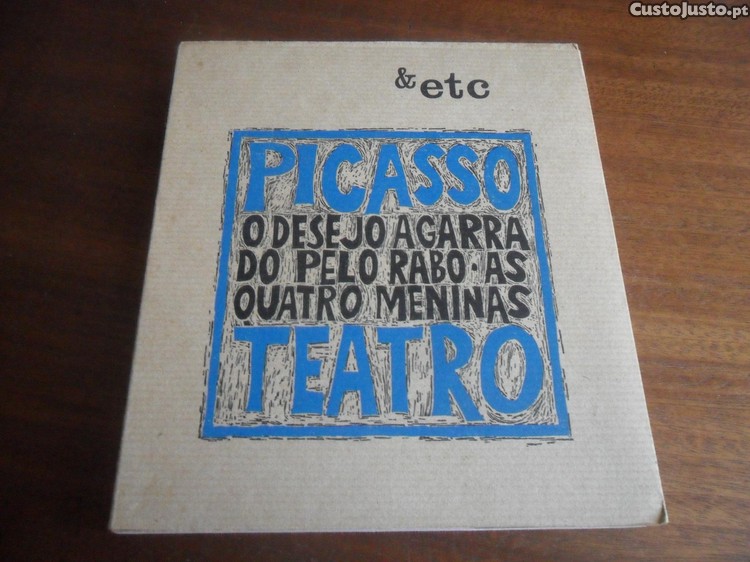 CustoJusto.pt
& etc
PICASSO
O DESEJO AGARRA
DO PELO RABO · AS
QUATRO MENINAS
TEATRO